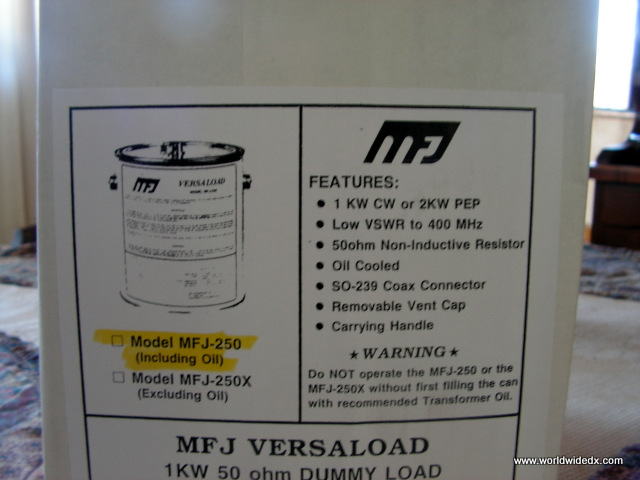 MFJ
VERSALOAD
MFJ
FEATURES:
● 1 KW CW or 2KW PEP
● Low VSWR to 400 MHz
● 50ohm Non-Inductive Resistor
● Oil Cooled
● SO-239 Coax Connector
● Removable Vent Cap
● Carrying Handle
★ WARNING ★
Do NOT operate the MFJ-250 or the
MFJ-250X without first filling the can
with recommended Transformer Oil.
□ Model MFJ-250
(Including Oil)
□ Model MFJ-250X
(Excluding Oil)
MFJ VERSALOAD
1KW 50 ohm DUMMY LOAD
www.worldwidedx.com